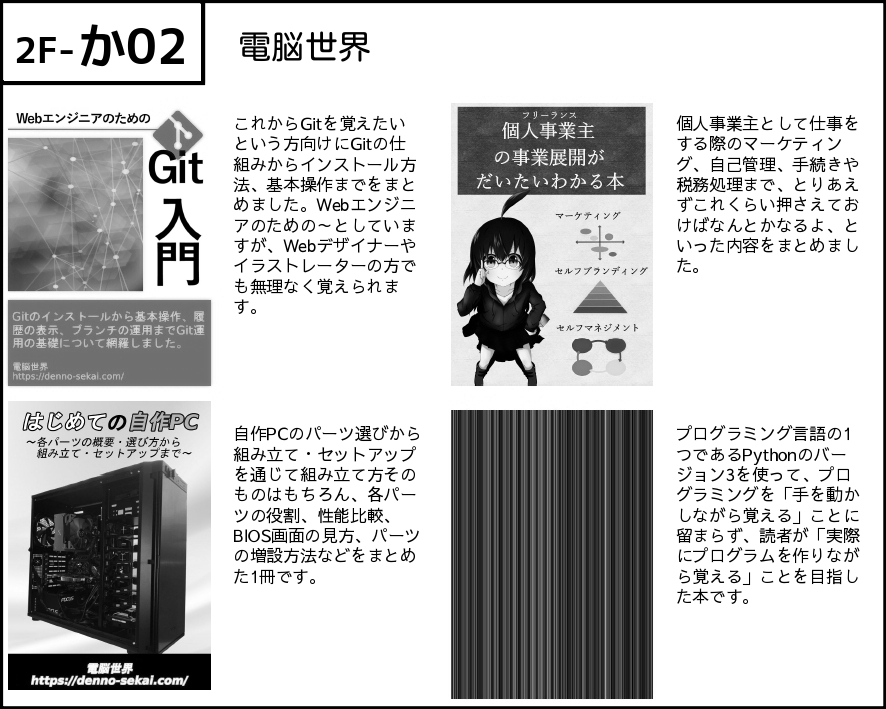 2F-か02
電脳世界
Webエンジニアのための
Git
入
門
Gitのインストールから基本操作、履
歴の表示、ブランチの運用までGit運
用の基礎について網羅しました。
電脳世界
https://denno-sekai.com/
これからGitを覚えたい
という方向けにGitの仕
組みからインストール方
法、基本操作までをまと
めました。Webエンジニ
アのための～としていま
すが、Webデザイナーや
イラストレーターの方で
も無理なく覚えられま
す。
フリーランス
個人事業主
の事業展開が
だいたいわかる本
マーケティング
セルフブランディング
セルフマネジメント
個人事業主として仕事を
する際のマーケティン
グ、自己管理、手続きや
税務処理まで、とりあえ
ずこれくらい押さえてお
けばなんとかなるよ、と
いった内容をまとめまし
た。
はじめての自作PC
～各パーツの概要・選び方から
組み立て・セットアップまで～
電脳世界
https://denno-sekai.com/
自作PCのパーツ選びから
組み立て・セットアップ
を通じて組み立て方その
ものはもちろん、各パー
ツの役割、性能比較、
BIOS画面の見方、パーツ
の増設方法などをまとめ
た1冊です。
プログラミング言語の1
つであるPythonのバー
ジョン3を使って、プロ
グラミングを「手を動か
しながら覚える」ことに
留まらず、読者が「実際
にプログラムを作りなが
ら覚える」ことを目指し
た本です。